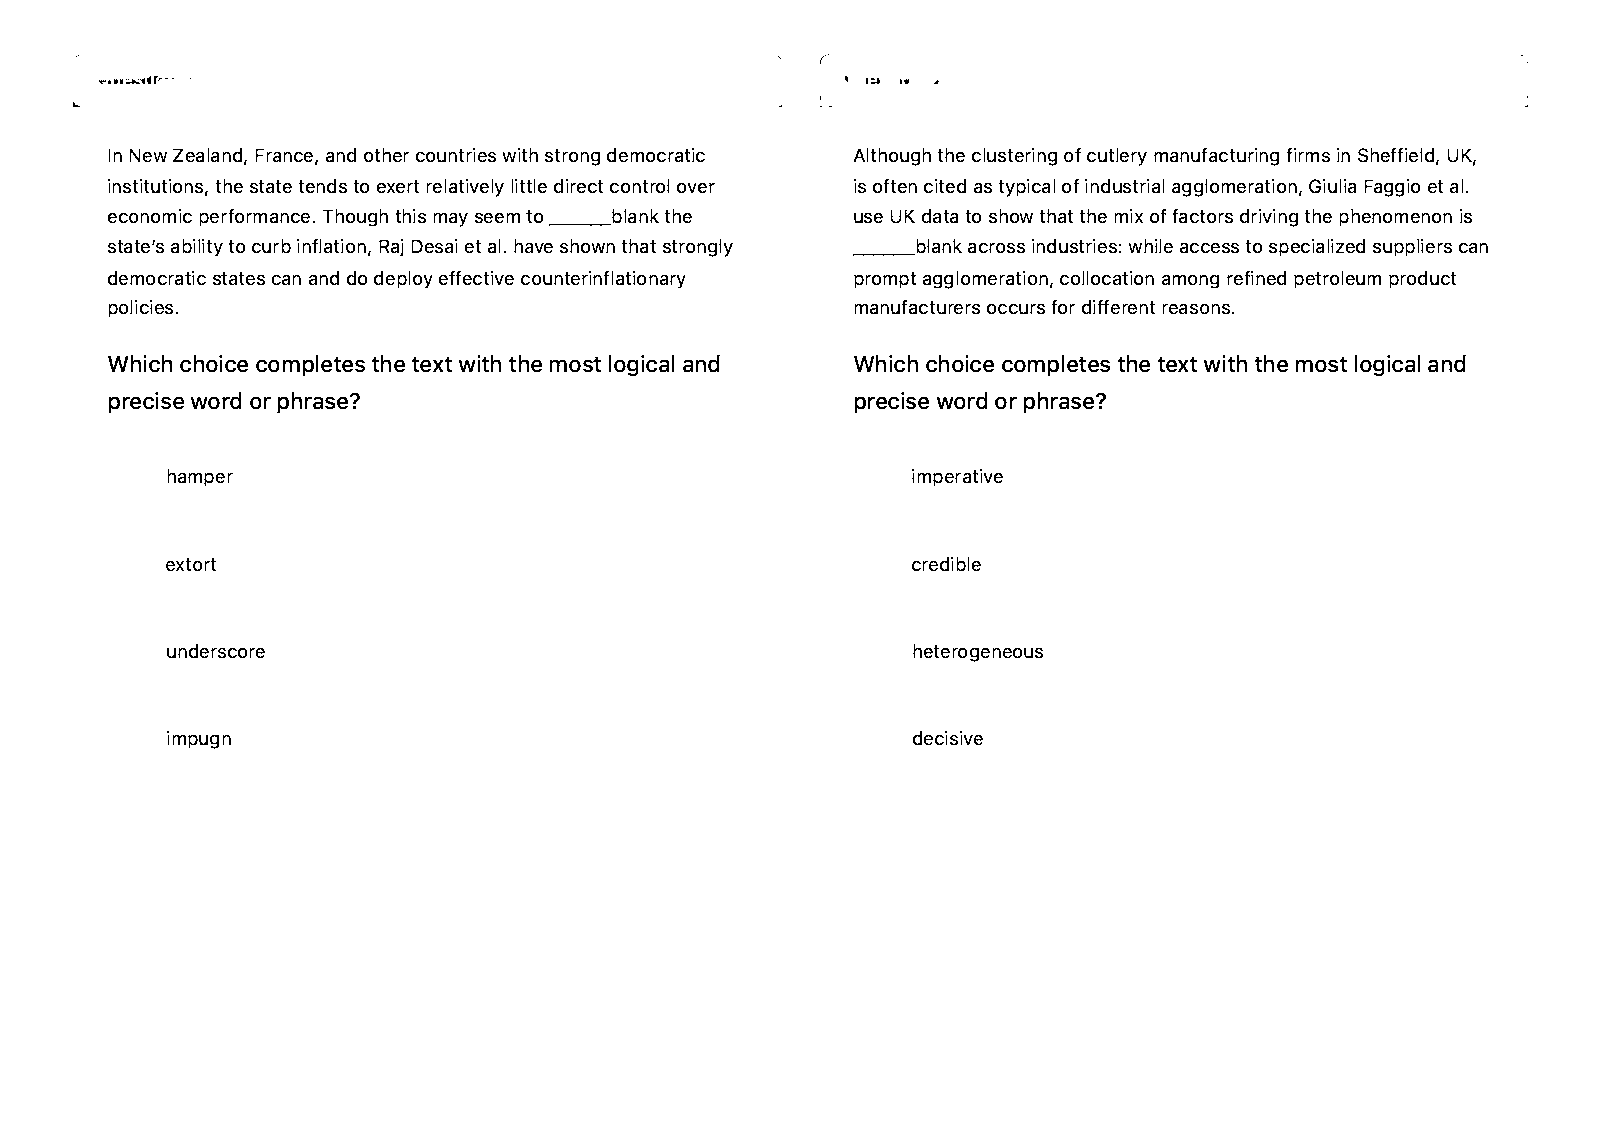 In New Zealand, France, and other countries with strong democratic
institutions, the state tends to exert relatively little direct control over
economic performance. Though this may seem to ______blank the
state’s ability to curb inflation, Raj Desai et al. have shown that strongly
democratic states can and do deploy effective counterinflationary
policies.
Which choice completes the text with the most logical and
precise word or phrase?
hamper
extort
underscore
impugn
Although the clustering of cutlery manufacturing firms in Sheffield, UK,
is often cited as typical of industrial agglomeration, Giulia Faggio et al.
use UK data to show that the mix of factors driving the phenomenon is
______blank across industries: while access to specialized suppliers can
prompt agglomeration, collocation among refined petroleum product
manufacturers occurs for different reasons.
Which choice completes the text with the most logical and
precise word or phrase?
imperative
credible
heterogeneous
decisive